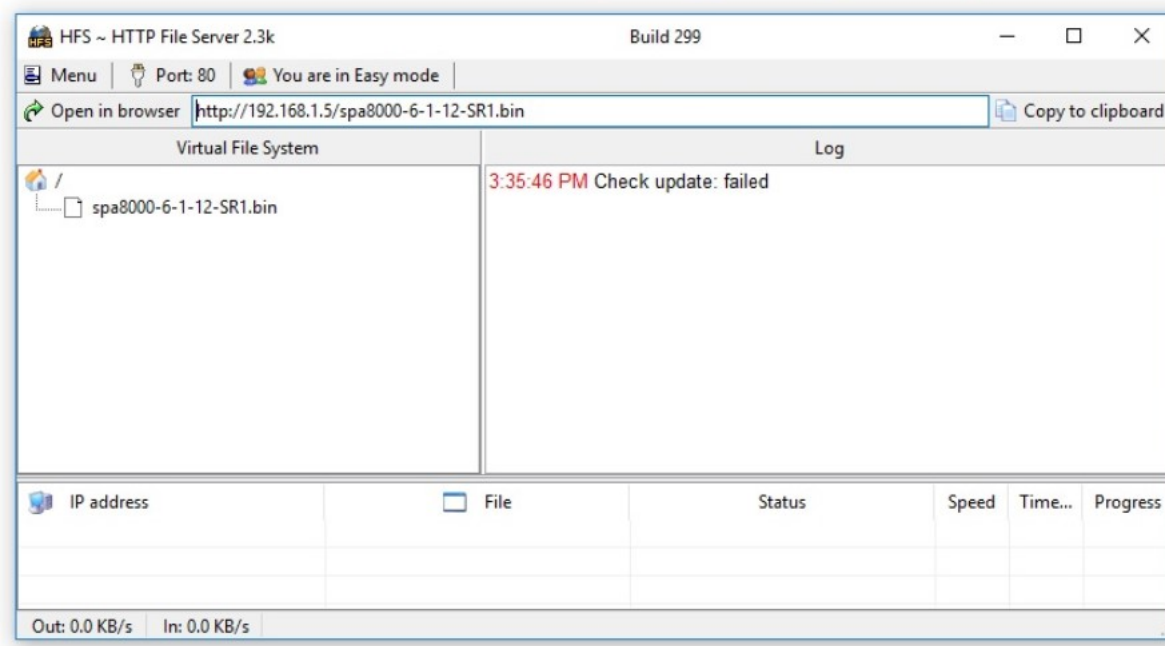 HFS ~ HTTP File Server 2.3k Build 299
Menu Port: 80 You are in Easy mode
Open in browser http://192.168.1.5/spa8000-6-1-12-SR1.bin Copy to clipboard
Virtual File System Log
/ 3:35:46 PM Check update: failed
spa8000-6-1-12-SR1.bin
IP address File Status Speed Time... Progress
Out: 0.0 KB/s In: 0.0 KB/s